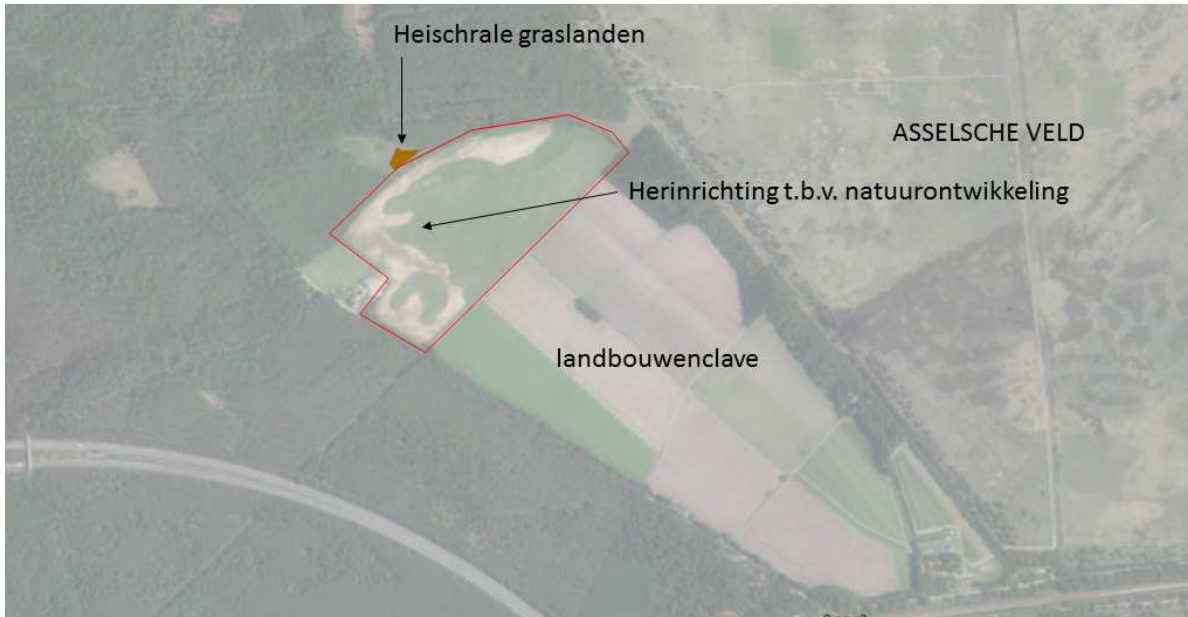 Heischrale graslanden
ASSELSCHE VELD
Herinrichting t.b.v. natuurontwikkeling
landbouwenclave